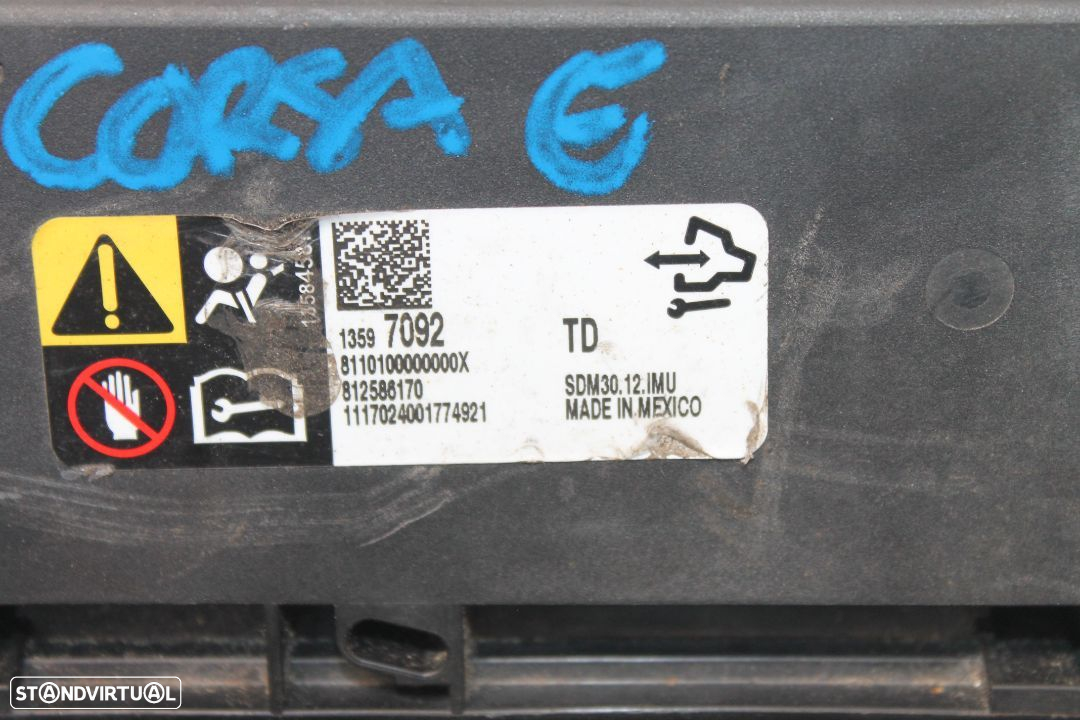 CORSA E
1359 7092
TD
8110100000000X
812586170
1117024001774921
SDM30.12.IMU
MADE IN MEXICO
STANDVIRTUAL